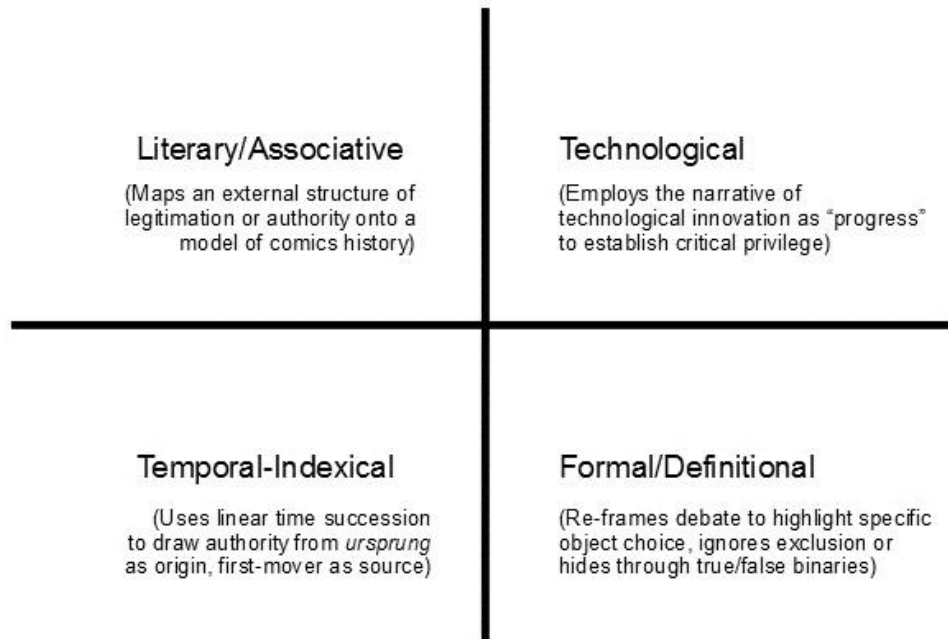 Literary/Associative
(Maps an external structure of
legitimation or authority onto a
model of comics history)
Technological
(Employs the narrative of
technological innovation as “progress”
to establish critical privilege)
Temporal-Indexical
(Uses linear time succession
to draw authority from ursprung
as origin, first-mover as source)
Formal/Definitional
(Re-frames debate to highlight specific
object choice, ignores exclusion or
hides through true/false binaries)